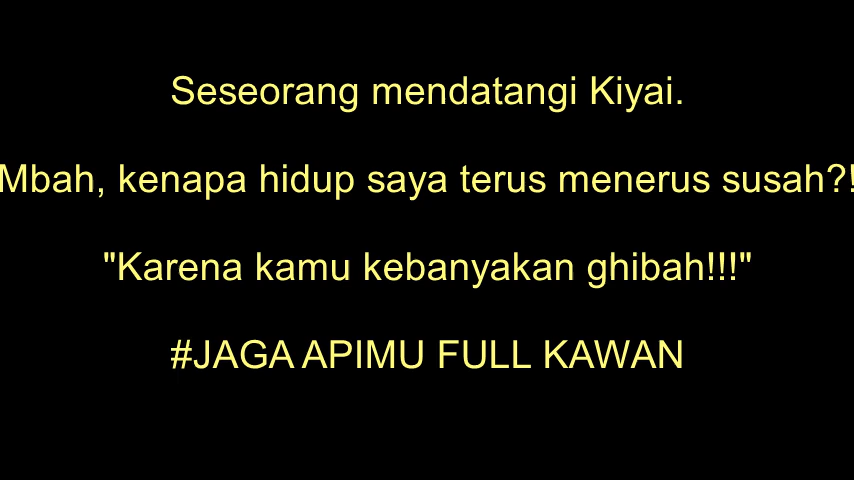 Seseorang mendatangi Kiyai.
Mbah, kenapa hidup saya terus menerus susah?!
"Karena kamu kebanyakan ghibah!!!"
#JAGA APIMU FULL KAWAN